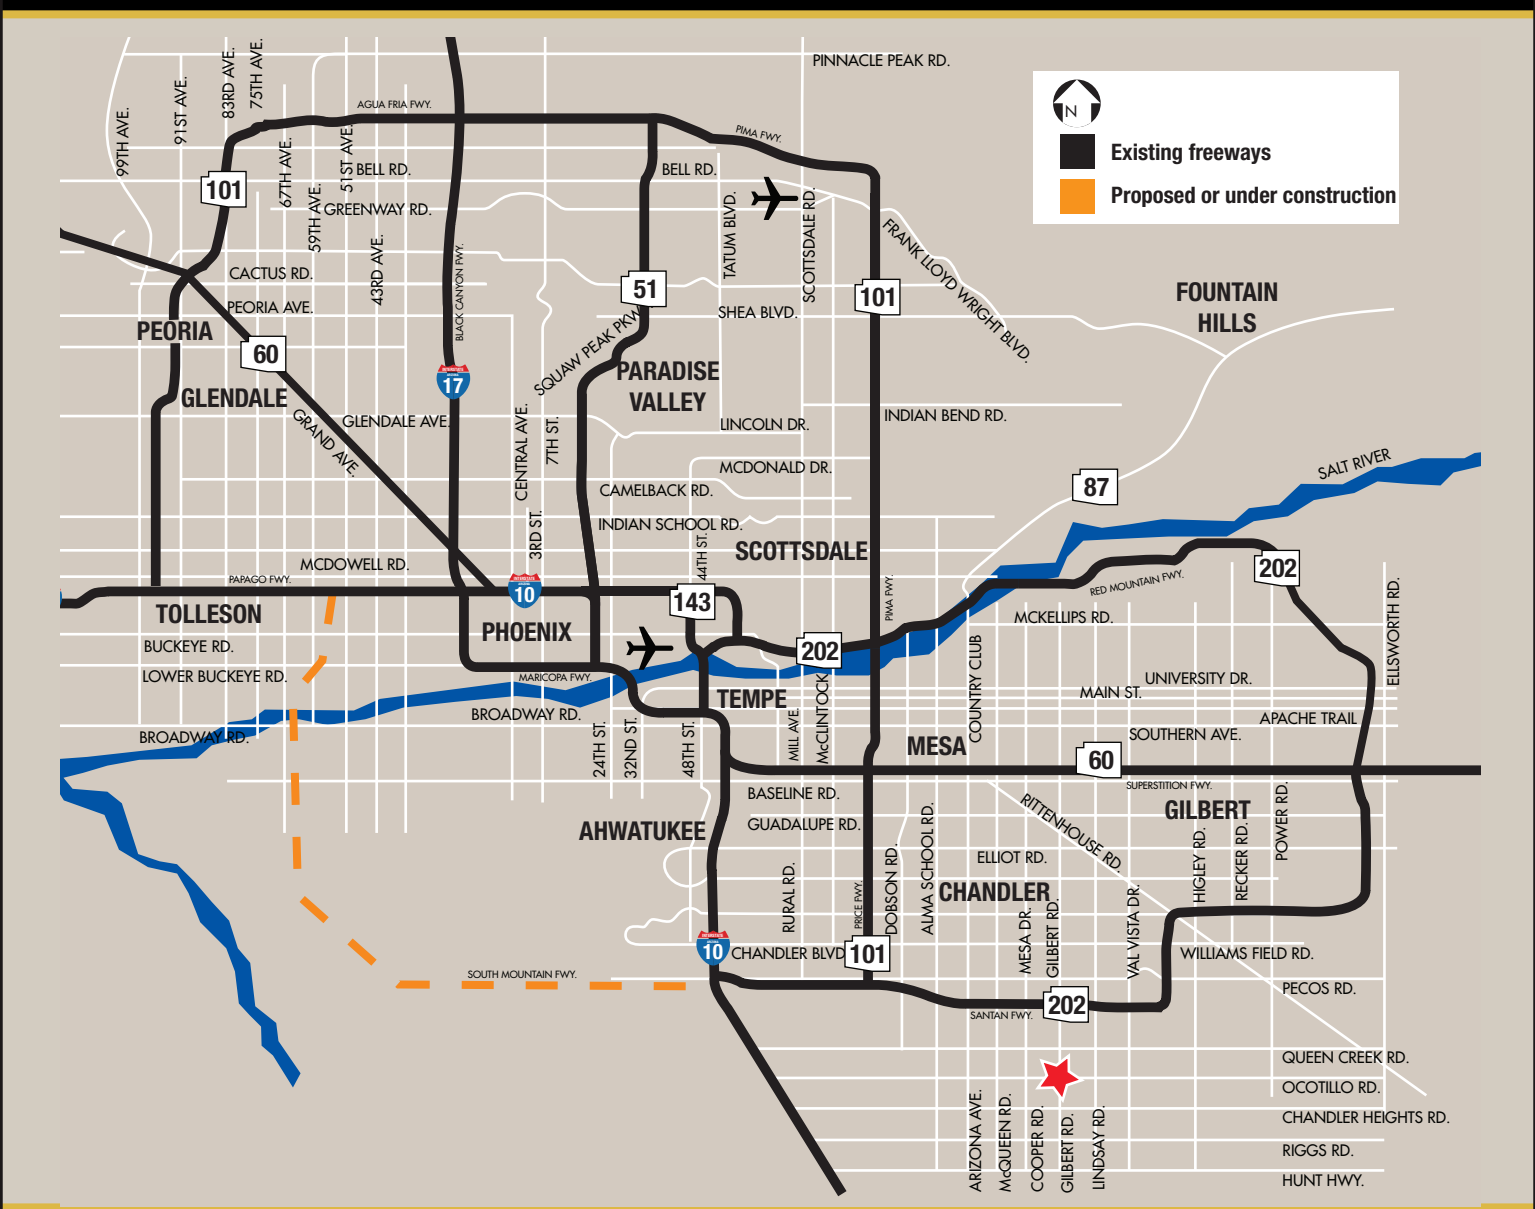 PINNACLE PEAK RD.
99TH AVE.
91ST AVE.
83RD AVE.
75TH AVE.
67TH AVE.
59TH AVE.
51ST AVE.
43RD AVE.
AGUA FRIA FWY.
PIMA FWY.
N
Existing freeways
Proposed or under construction
BELL RD.
BELL RD.
101
GREENWAY RD.
TATUM BLVD.
SCOTTSDALE RD.
FRANK LLOYD WRIGHT BLVD.
BLACK CANYON FWY.
CACTUS RD.
51
101
PEORIA AVE.
SHEA BLVD.
FOUNTAIN
HILLS
PEORIA
60
SQUAW PEAK PKWY
INTERSTATE
17
PARADISE
VALLEY
GLENDALE
GRAND AVE.
GLENDALE AVE.
CENTRAL AVE.
7TH ST.
3RD ST.
LINCOLN DR.
INDIAN BEND RD.
MCDONALD DR.
CAMELBACK RD.
87
SALT RIVER
INDIAN SCHOOL RD.
44TH ST.
SCOTTSDALE
MCDOWELL RD.
PAPAGO FWY.
INTERSTATE
10
143
PIMA FWY.
RED MOUNTAIN FWY.
202
ELLSWORTH RD.
TOLLESON
PHOENIX
MCKELLIPS RD.
BUCKEYE RD.
202
COUNTRY CLUB
LOWER BUCKEYE RD.
MARICOPA FWY.
UNIVERSITY DR.
MAIN ST.
TEMPE
BROADWAY RD.
APACHE TRAIL
BROADWAY RD.
24TH ST.
32ND ST.
48TH ST.
MILL AVE.
McCLINTOCK
MESA
SOUTHERN AVE.
60
SUPERSTITION FWY.
BASELINE RD.
RITTENHOUSE RD.
GILBERT
POWER RD.
AHWATUKEE
GUADALUPE RD.
HIGLEY RD.
RECKER RD.
ELLIOT RD.
RURAL RD.
PRICE FWY.
DOBSON RD.
ALMA SCHOOL RD.
CHANDLER
MESA DR.
GILBERT RD.
VAL VISTA DR.
INTERSTATE
10
CHANDLER BLVD
101
WILLIAMS FIELD RD.
SOUTH MOUNTAIN FWY.
PECOS RD.
202
SANTAN FWY.
QUEEN CREEK RD.
OCOTILLO RD.
ARIZONA AVE.
McQUEEN RD.
COOPER RD.
GILBERT RD.
LINDSAY RD.
CHANDLER HEIGHTS RD.
RIGGS RD.
HUNT HWY.